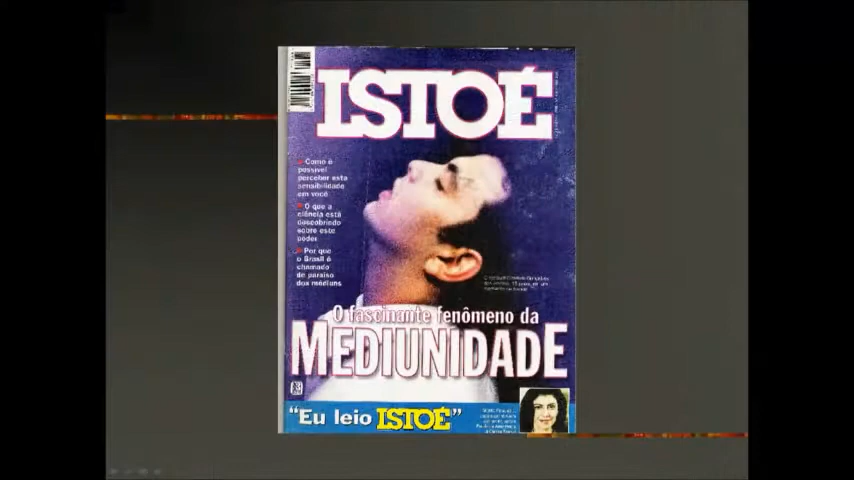 ISTOÉ
Como é
possível
perceber esta
sensibilidade
em você
O que a
ciência está
descobrindo
sobre este
poder
Por que
o Brasil é
chamado
de paraíso
dos médiuns
O fascinante fenômeno da
MEDIUNIDADE
"Eu leio ISTOÉ"